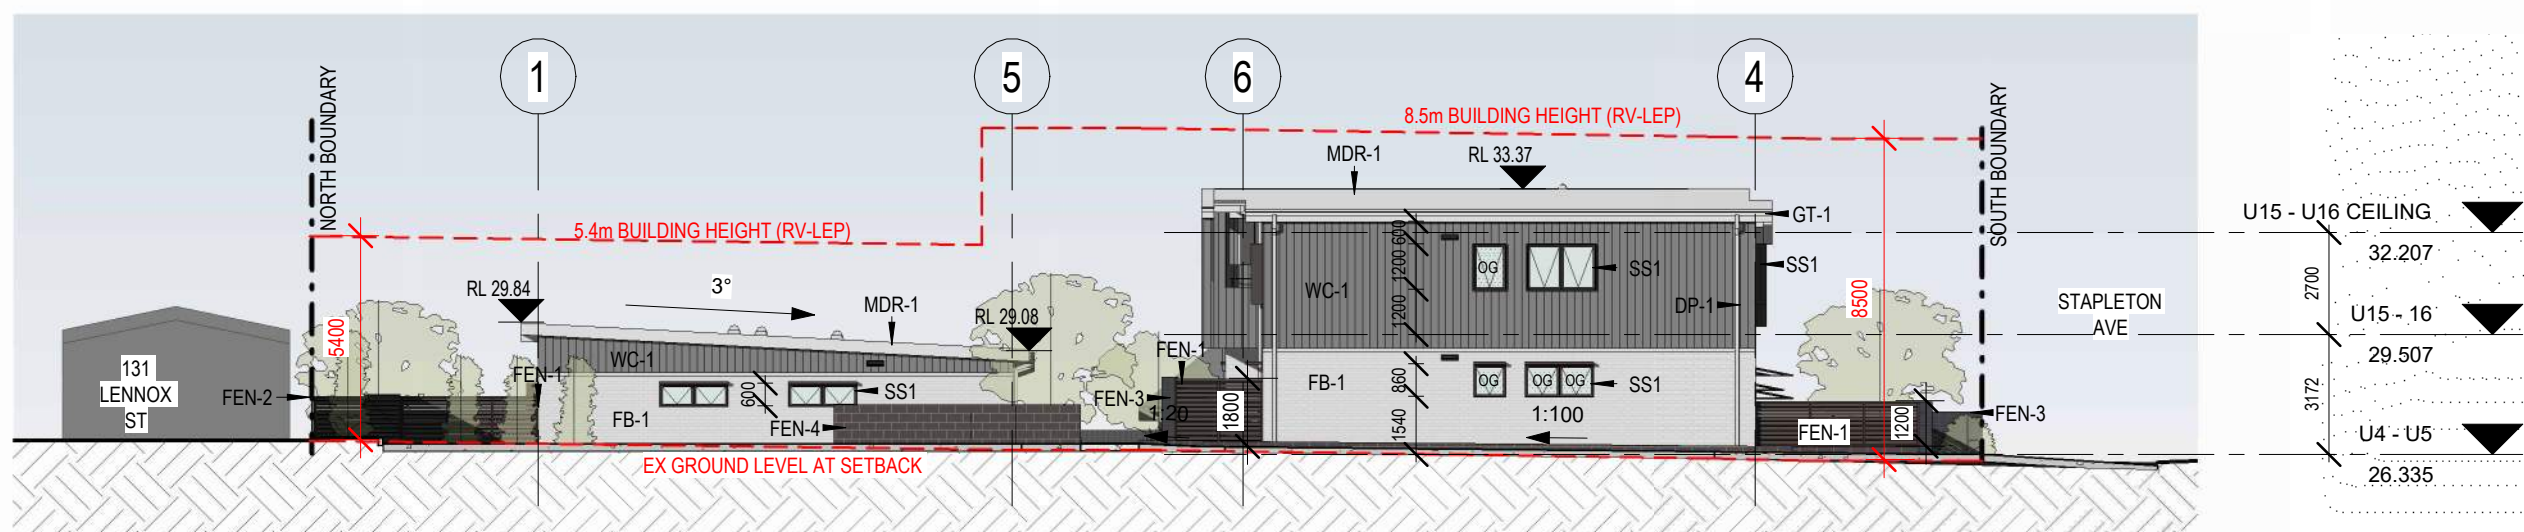 1
5
6
4
NORTH BOUNDARY
SOUTH BOUNDARY
8.5m BUILDING HEIGHT (RV-LEP)
MDR-1
RL 33.37
GT-1
5.4m BUILDING HEIGHT (RV-LEP)
U15 - U16 CEILING
32.207
2700
U15 - 16
29.507
3172
U4 - U5
26.335
STAPLETON
AVE
RL 29.84
3°
MDR-1
RL 29.08
5400
8500
131
LENNOX
ST
FEN-2
FEN-1
WC-1
600
SS1
FB-1
FEN-4
EX GROUND LEVEL AT SETBACK
FEN-1
FEN-3
1:20
1800
WC-1
600
1200
1200
OG
SS1
SS1
DP-1
FB-1
860
1540
OG
OG
OG
SS1
1:100
FEN-1
1200
FEN-3